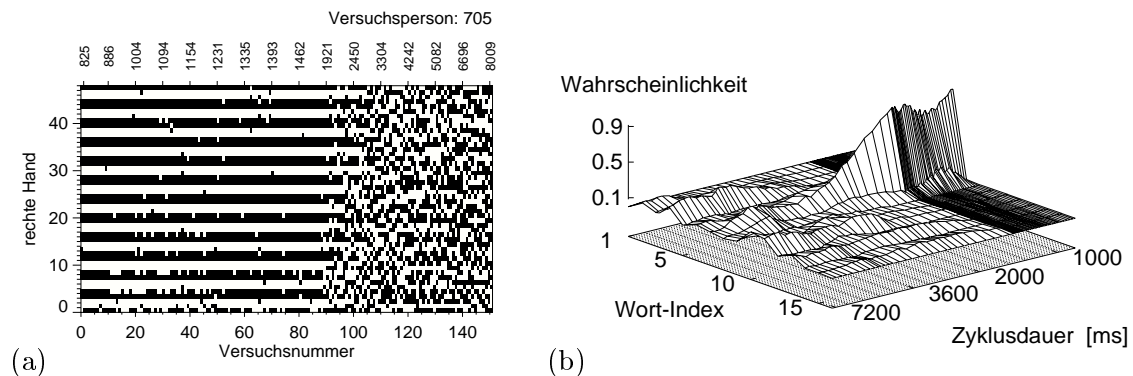 Versuchsperson: 705
825 886 1004 1094 1154 1231 1335 1393 1462 1921 2450 3304 4242 5082 6696 8009
40
30
20
10
0
rechte Hand
0 20 40 60 80 100 120 140
Versuchsnummer
(a)
Wahrscheinlichkeit
0.9
0.5
0.1
1 5 10 15
Wort-Index
7200 3600 2000 1000
Zyklusdauer [ms]
(b)